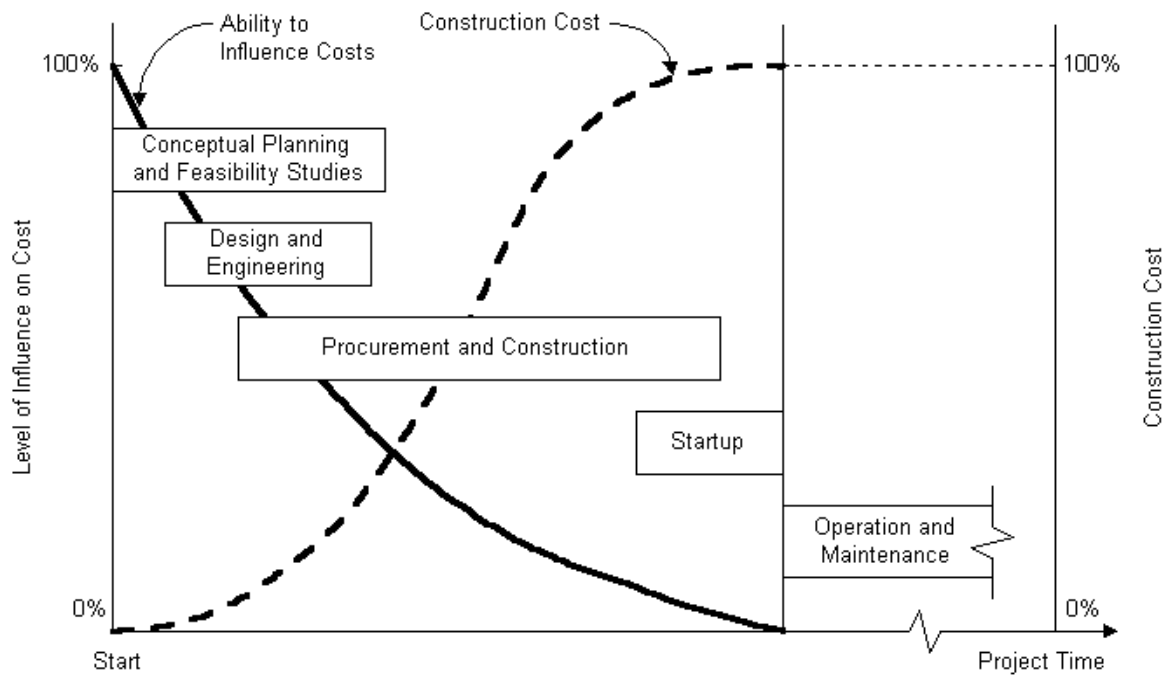 Ability to
Influence Costs
Construction Cost
100%
100%
Conceptual Planning
and Feasibility Studies
Design and
Engineering
Procurement and Construction
Startup
Operation and
Maintenance
Level of Influence on Cost
Construction Cost
0%
0%
Start
Project Time